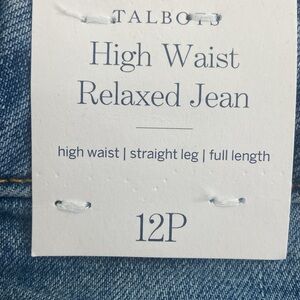 TALBOTS
High Waist
Relaxed Jean
high waist | straight leg | full length
12P